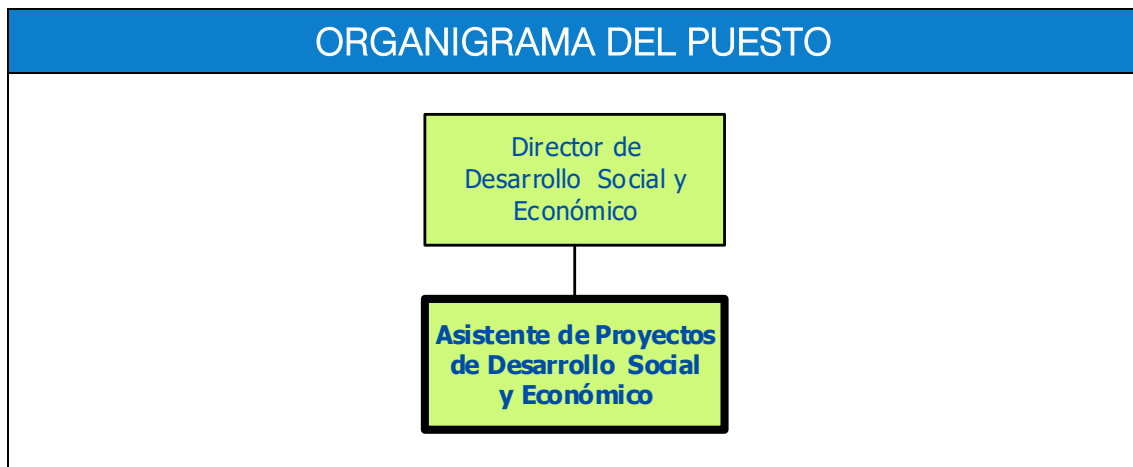 ORGANIGRAMA DEL PUESTO
Director de
Desarrollo Social y
Económico
Asistente de Proyectos
de Desarrollo Social
y Económico